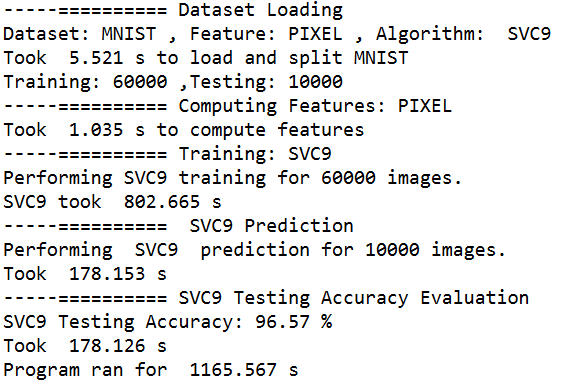 -----========== Dataset Loading
Dataset: MNIST , Feature: PIXEL , Algorithm:  SVC9
Took  5.521 s to load and split MNIST
Training: 60000 ,Testing: 10000
-----========== Computing Features: PIXEL
Took  1.035 s to compute features
-----========== Training: SVC9
Performing SVC9 training for 60000 images.
SVC9 took  802.665 s
-----==========  SVC9 Prediction
Performing  SVC9  prediction for 10000 images.
Took  178.153 s
-----========== SVC9 Testing Accuracy Evaluation
SVC9 Testing Accuracy: 96.57 %
Took  178.126 s
Program ran for  1165.567 s